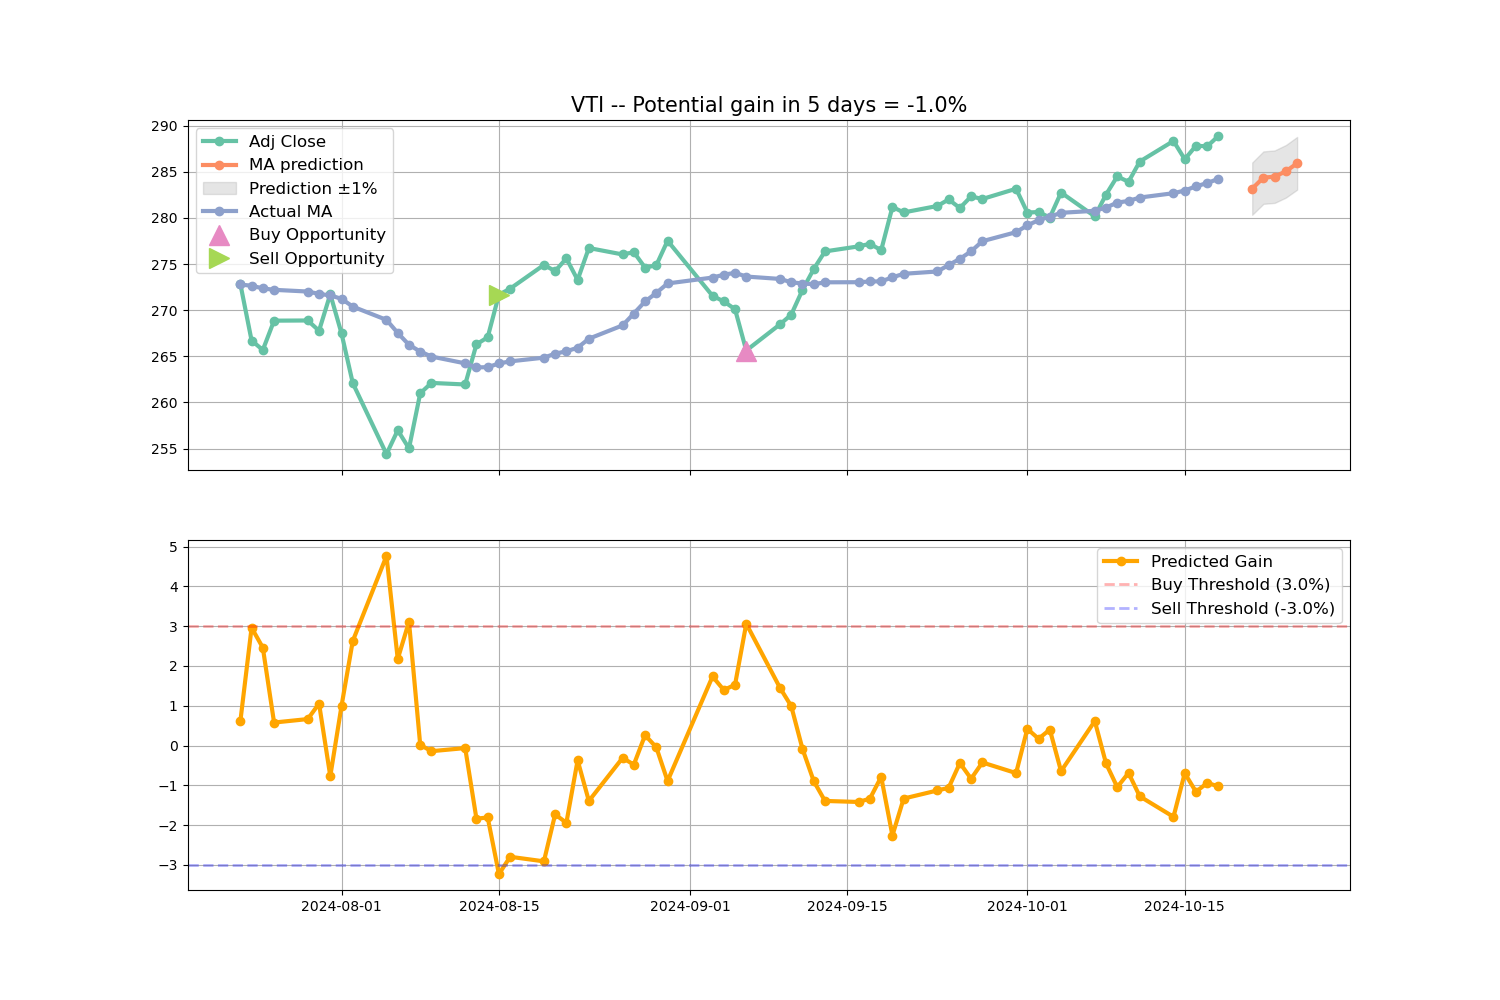 VTI -- Potential gain in 5 days = -1.0%
290
285
280
275
270
265
260
255
Adj Close
MA prediction
Prediction ±1%
Actual MA
Buy Opportunity
Sell Opportunity
5
4
3
2
1
0
−1
−2
−3
Predicted Gain
Buy Threshold (3.0%)
Sell Threshold (-3.0%)
2024-08-01 2024-08-15 2024-09-01 2024-09-15 2024-10-01 2024-10-15